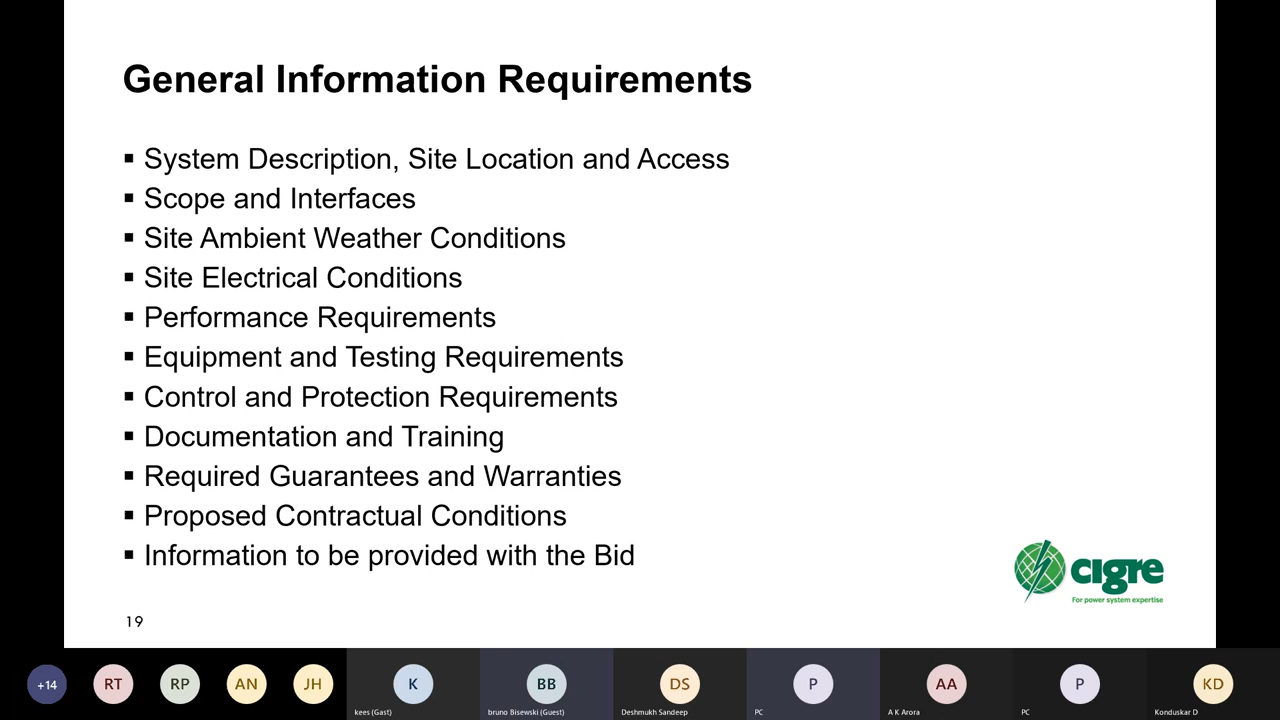 General Information Requirements
▪ System Description, Site Location and Access
▪ Scope and Interfaces
▪ Site Ambient Weather Conditions
▪ Site Electrical Conditions
▪ Performance Requirements
▪ Equipment and Testing Requirements
▪ Control and Protection Requirements
▪ Documentation and Training
▪ Required Guarantees and Warranties
▪ Proposed Contractual Conditions
▪ Information to be provided with the Bid
cigre
For power system expertise
19
+14 RT RP AN JH K BB DS P AA P KD
kees (Gast) bruno Bisewski (Guest) Deshmukh Sandeep PC A K Arora PC Konduskar D